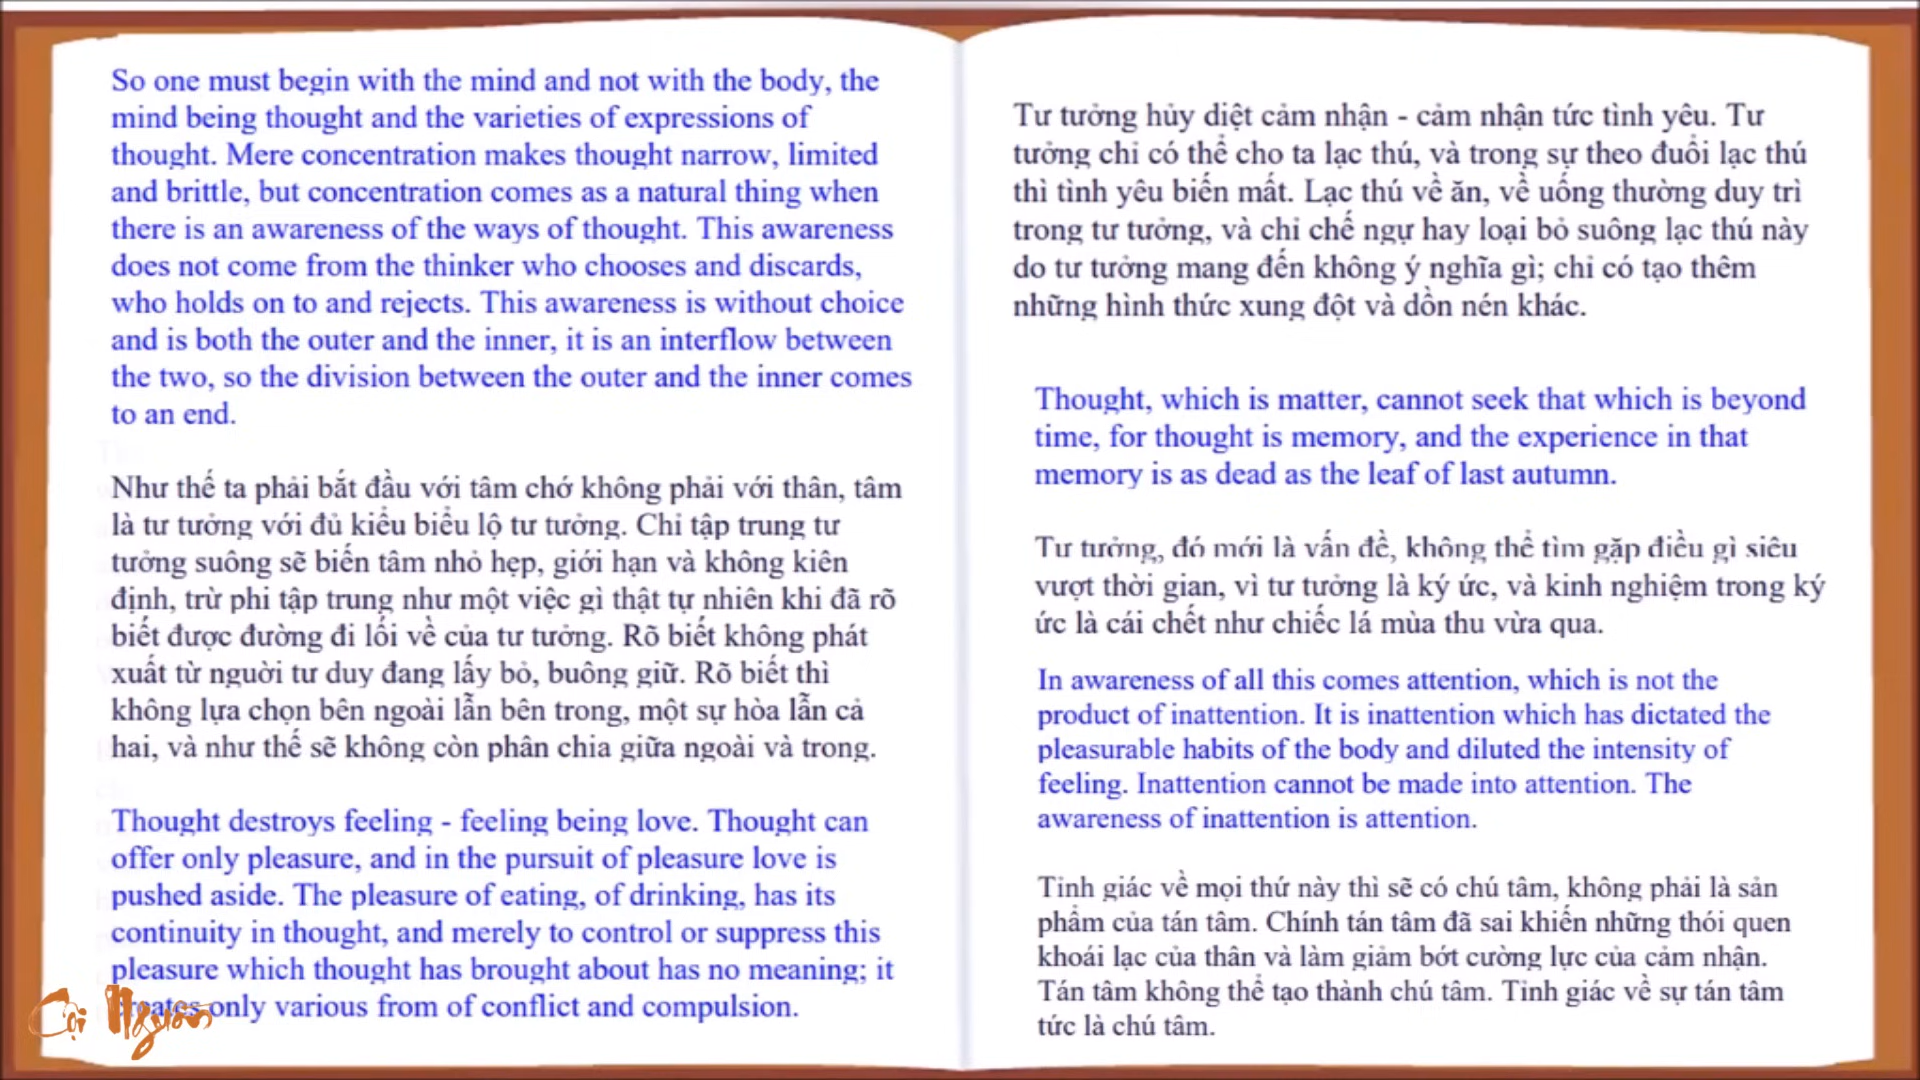 So one must begin with the mind and not with the body, the
mind being thought and the varieties of expressions of
thought. Mere concentration makes thought narrow, limited
and brittle, but concentration comes as a natural thing when
there is an awareness of the ways of thought. This awareness
does not come from the thinker who chooses and discards,
who holds on to and rejects. This awareness is without choice
and is both the outer and the inner, it is an interflow between
the two, so the division between the outer and the inner comes
to an end.
Như thế ta phải bắt đầu với tâm chớ không phải với thân, tâm
là tư tưởng với đủ kiểu biểu lộ tư tưởng. Chỉ tập trung tư
tưởng suông sẽ biến tâm nhỏ hẹp, giới hạn và không kiên
định, trừ phi tập trung như một việc gì thật tự nhiên khi đã rõ
biết được đường đi lối về của tư tưởng. Rõ biết không phát
xuất từ người tư duy đang lấy bỏ, buông giữ. Rõ biết thì
không lựa chọn bên ngoài lẫn bên trong, một sự hòa lẫn cả
hai, và như thế sẽ không còn phân chia giữa ngoài và trong.
Thought destroys feeling - feeling being love. Thought can
offer only pleasure, and in the pursuit of pleasure love is
pushed aside. The pleasure of eating, of drinking, has its
continuity in thought, and merely to control or suppress this
pleasure which thought has brought about has no meaning; it
creates only various from of conflict and compulsion.
Cội Nguồn
Tư tưởng hủy diệt cảm nhận - cảm nhận tức tình yêu. Tư
tưởng chỉ có thể cho ta lạc thú, và trong sự theo đuổi lạc thú
thì tình yêu biến mất. Lạc thú về ăn, về uống thường duy trì
trong tư tưởng, và chỉ chế ngự hay loại bỏ suông lạc thú này
do tư tưởng mang đến không ý nghĩa gì; chỉ có tạo thêm
những hình thức xung đột và dồn nén khác.
Thought, which is matter, cannot seek that which is beyond
time, for thought is memory, and the experience in that
memory is as dead as the leaf of last autumn.
Tư tưởng, đó mới là vấn đề, không thể tìm gặp điều gì siêu
vượt thời gian, vì tư tưởng là ký ức, và kinh nghiệm trong ký
ức là cái chết như chiếc lá mùa thu vừa qua.
In awareness of all this comes attention, which is not the
product of inattention. It is inattention which has dictated the
pleasurable habits of the body and diluted the intensity of
feeling. Inattention cannot be made into attention. The
awareness of inattention is attention.
Tỉnh giác về mọi thứ này thì sẽ có chú tâm, không phải là sản
phẩm của tán tâm. Chính tán tâm đã sai khiến những thói quen
khoái lạc của thân và làm giảm bớt cường lực của cảm nhận.
Tán tâm không thể tạo thành chú tâm. Tỉnh giác về sự tán tâm
tức là chú tâm.